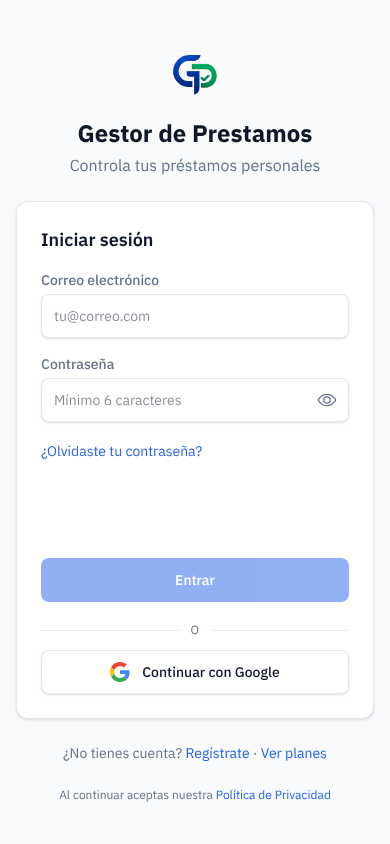 Gestor de Prestamos
Controla tus préstamos personales
Iniciar sesión
Correo electrónico
tu@correo.com
Contraseña
Mínimo 6 caracteres
¿Olvidaste tu contraseña?
Entrar
O
Continuar con Google
¿No tienes cuenta? Regístrate · Ver planes
Al continuar aceptas nuestra Política de Privacidad